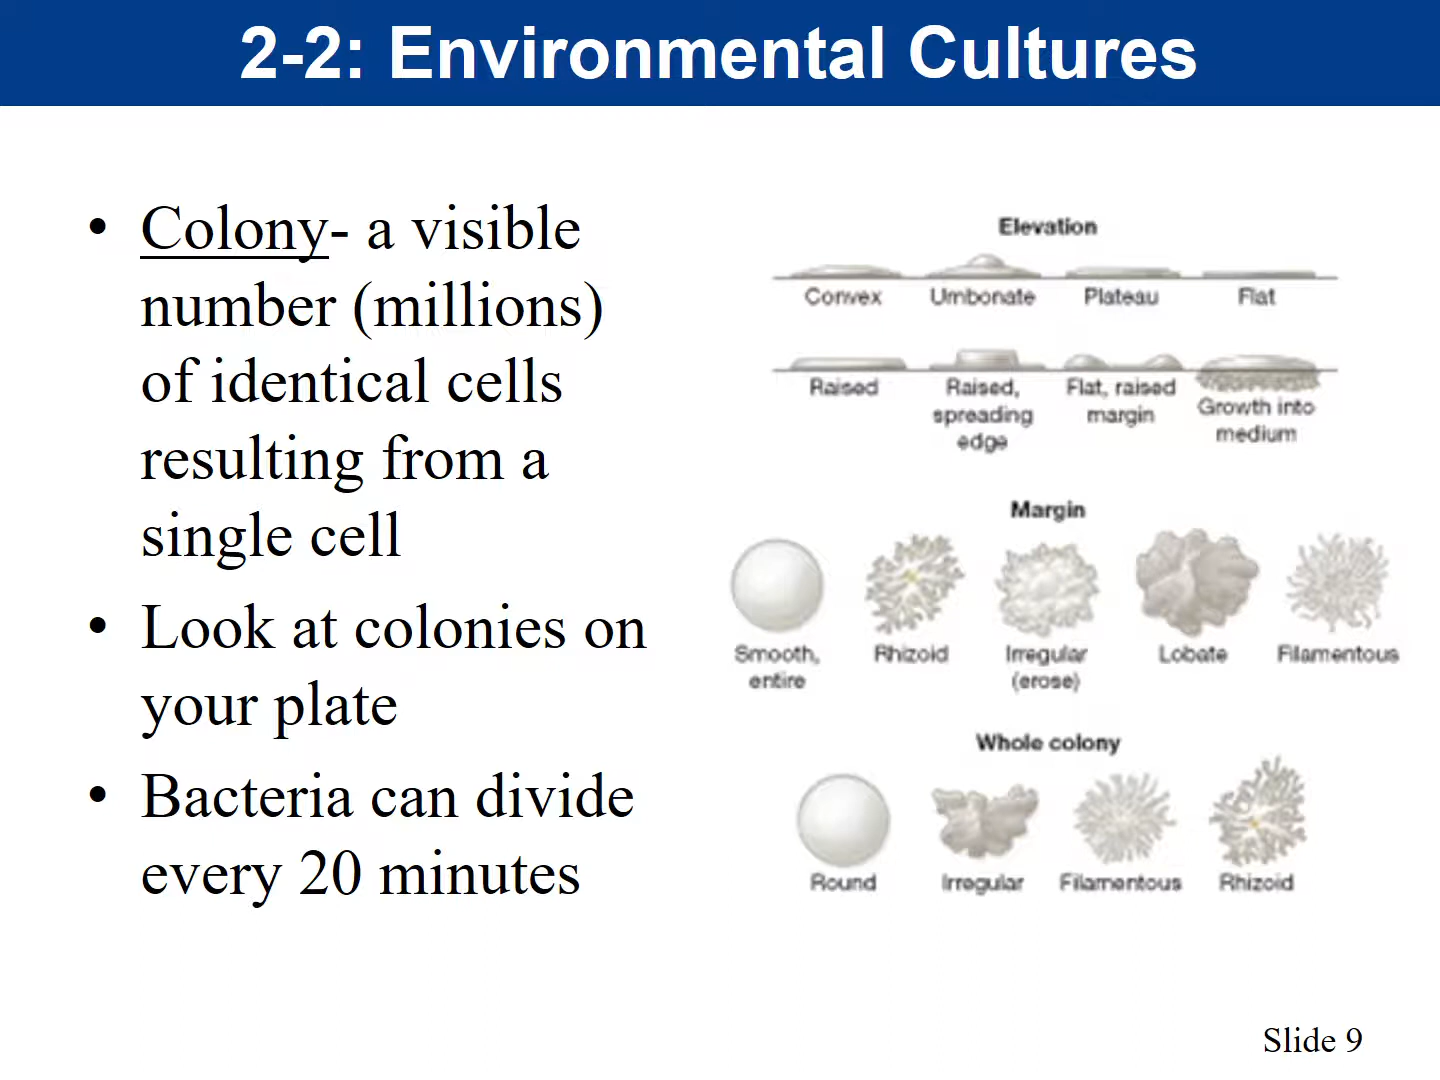 2-2: Environmental Cultures
• Colony- a visible
number (millions)
of identical cells
resulting from a
single cell
• Look at colonies on
your plate
• Bacteria can divide
every 20 minutes
Elevation
Convex Umbonate Plateau Flat
Raised Raised, Flat, raised Growth into
spreading margin medium
edge
Margin
Smooth, Rhizoid Irregular Lobate Filamentous
entire (erose)
Whole colony
Round Irregular Filamentous Rhizoid
Slide 9